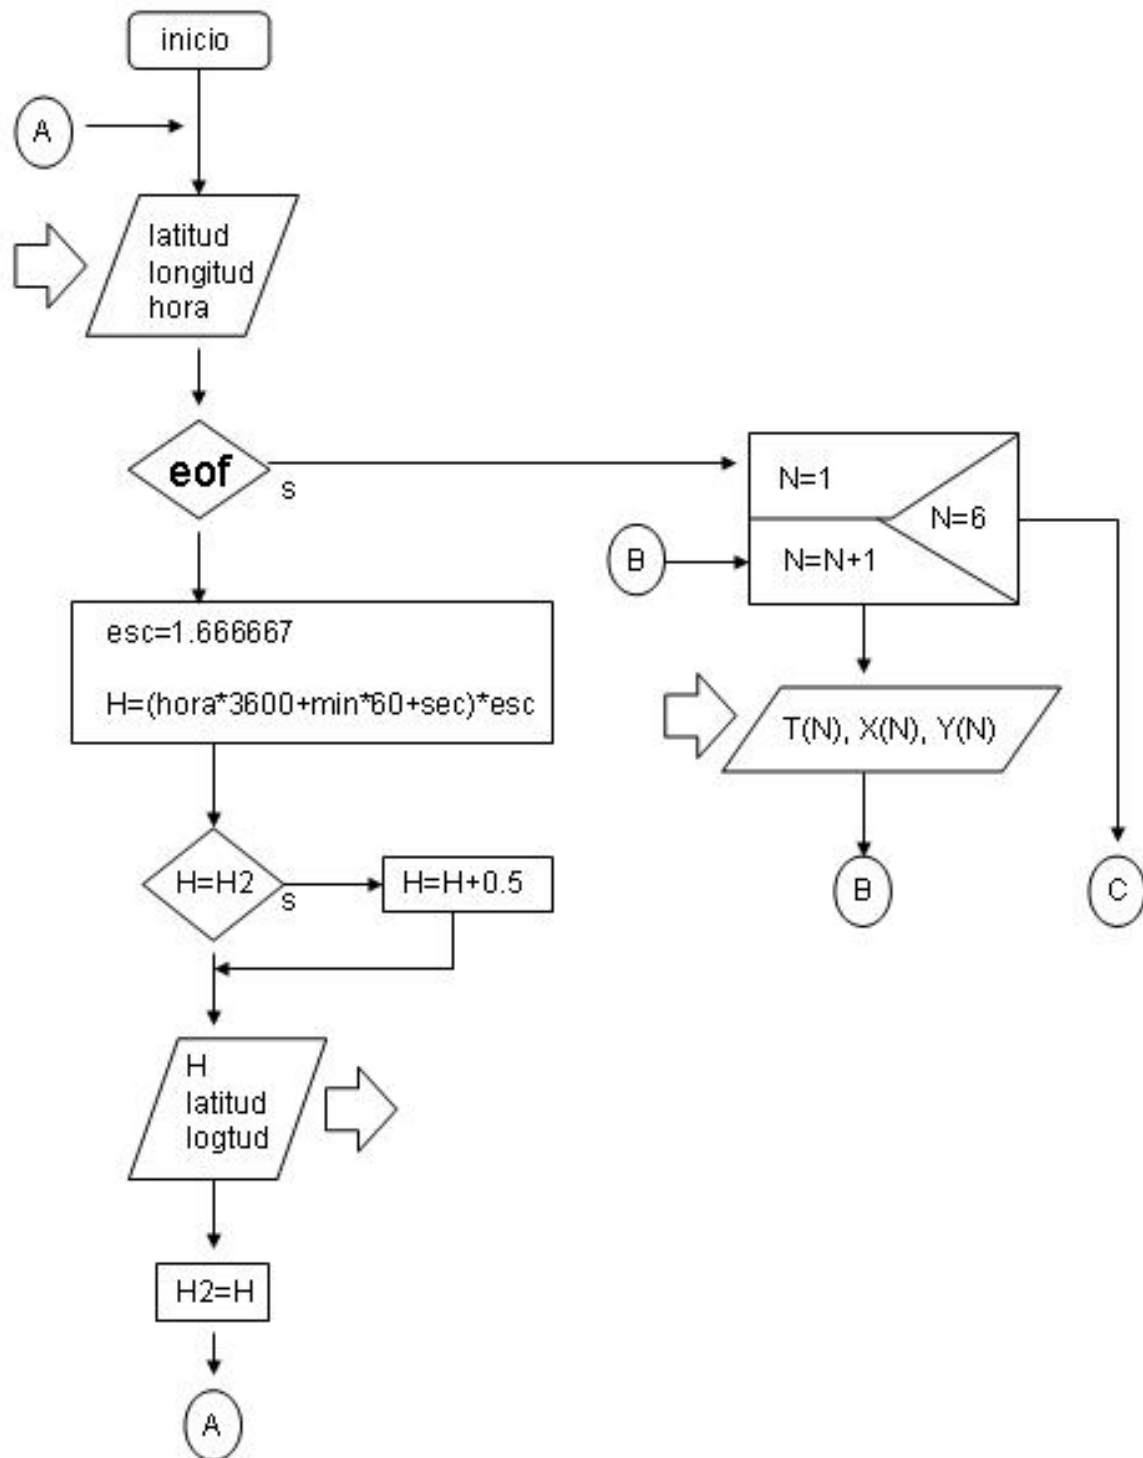 inicio
A
latitud
longitud
hora
eof
s
N=1
N=6
B
N=N+1
esc=1.666667
H=(hora*3600+min*60+sec)*esc
T(N), X(N), Y(N)
H=H2
s
H=H+0.5
B
C
H
latitud
logtud
H2=H
A